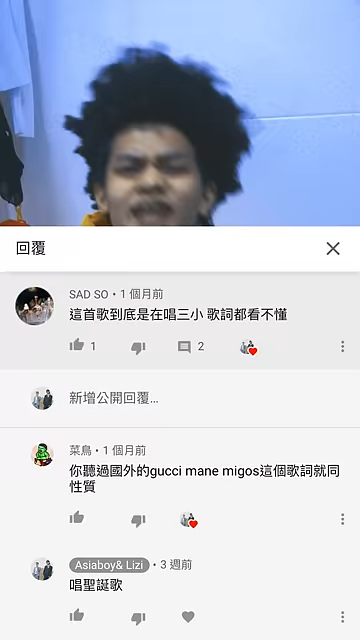 回覆
SAD SO • 1 個月前
這首歌到底是在唱三小 歌詞都看不懂
1
2
新增公開回覆...
菜鳥 • 1 個月前
你聽過國外的gucci mane migos這個歌詞就同
性質
Asiaboy& Lizi • 3 週前
唱聖誕歌